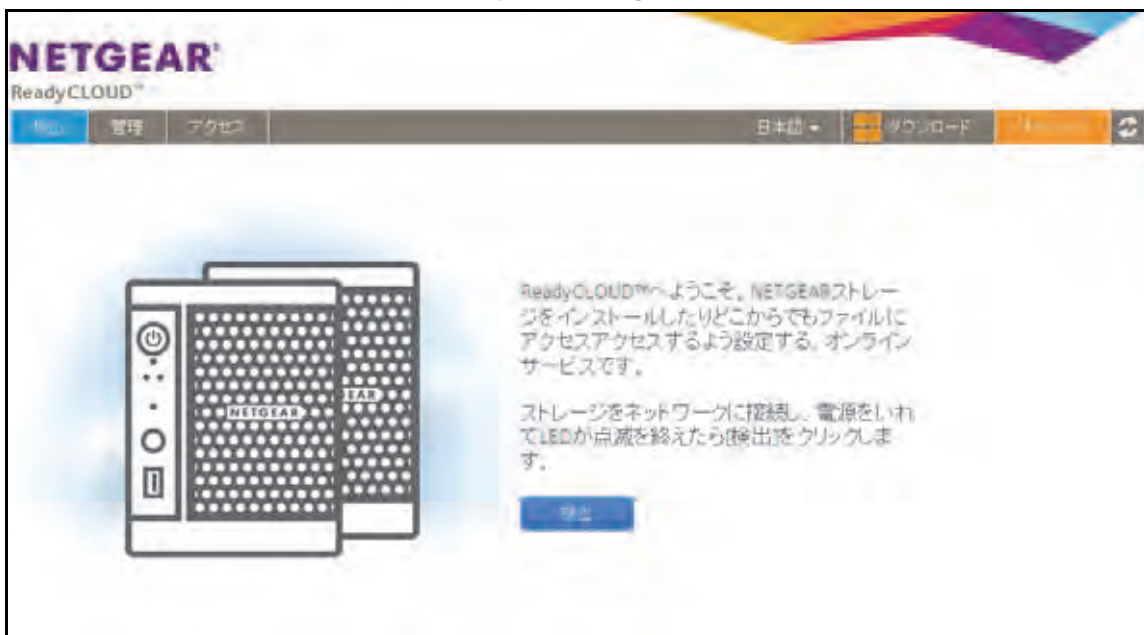 NETGEAR
ReadyCLOUD™
検出 管理 アクセス 日本語 ダウンロード
NETGEAR
EAR
ReadyCLOUD™へようこそ。NETGEARストレー
ジをインストールしたりどこからでもファイルに
アクセスアクセスするよう設定する、オンライン
サービスです。
ストレージをネットワークに接続し、電源をいれ
てLEDが点滅を終えたら[検出]をクリックしま
す。
検出